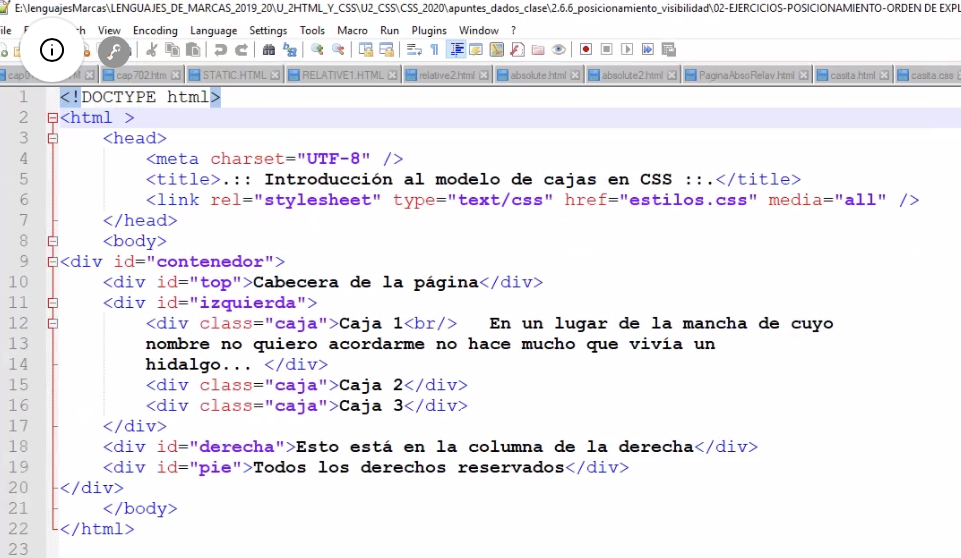 E:\lenguajesMarcas\LENGUAJES_DE_MARCAS_2019_20\U_2HTML_Y_CSS\U2_CSS\CSS_2020\apuntes_dados_clase\2.6.6_posicionamiento_visibilidad\02-EJERCICIOS-POSICIONAMIENTO-ORDEN DE EXPL
View Encoding Language Settings Tools Macro Run Plugins Window ?
cap702.htm STATIC.HTML RELATIVE1.HTML relative2.html absolute.html absolute2.html PaginaAbsoRelav.html casita.html casita.css
1 <!DOCTYPE html>
2 <html >
3 <head>
4 <meta charset="UTF-8" />
5 <title>.:: Introducción al modelo de cajas en CSS ::.</title>
6 <link rel="stylesheet" type="text/css" href="estilos.css" media="all" />
7 </head>
8 <body>
9 <div id="contenedor">
10 <div id="top">Cabecera de la página</div>
11 <div id="izquierda">
12 <div class="caja">Caja 1<br/>   En un lugar de la mancha de cuyo
13 nombre no quiero acordarme no hace mucho que vivía un
14 hidalgo... </div>
15 <div class="caja">Caja 2</div>
16 <div class="caja">Caja 3</div>
17 </div>
18 <div id="derecha">Esto está en la columna de la derecha</div>
19 <div id="pie">Todos los derechos reservados</div>
20 </div>
21 </body>
22 </html>
23